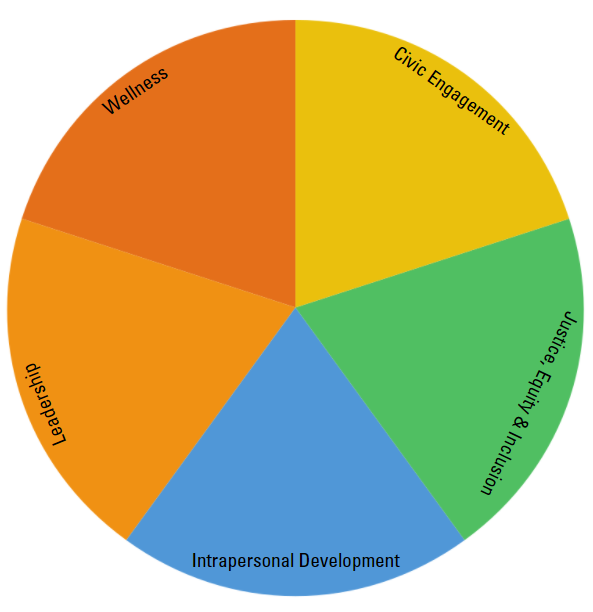 Wellness
Civic Engagement
Justice, Equity & Inclusion
Intrapersonal Development
Leadership